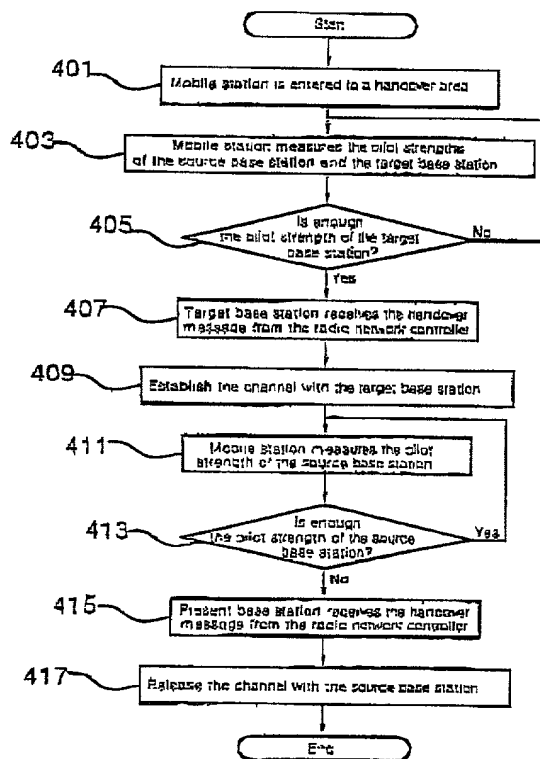 Start
401
Mobile station is entered to a handover area
403
Mobile station measures the pilot strengths
of the source base station and the target base station
405
Is enough
the pilot strength of the target
base station?
No
Yes
407
Target base station receives the handover
message from the radio network controller
409
Establish the channel with the target base station
411
Mobile station measures the pilot
strength of the source base station
413
Is enough
the pilot strength of the source
base station?
Yes
No
415
Present base station receives the handover
message from the radio network controller
417
Release the channel with the source base station
End